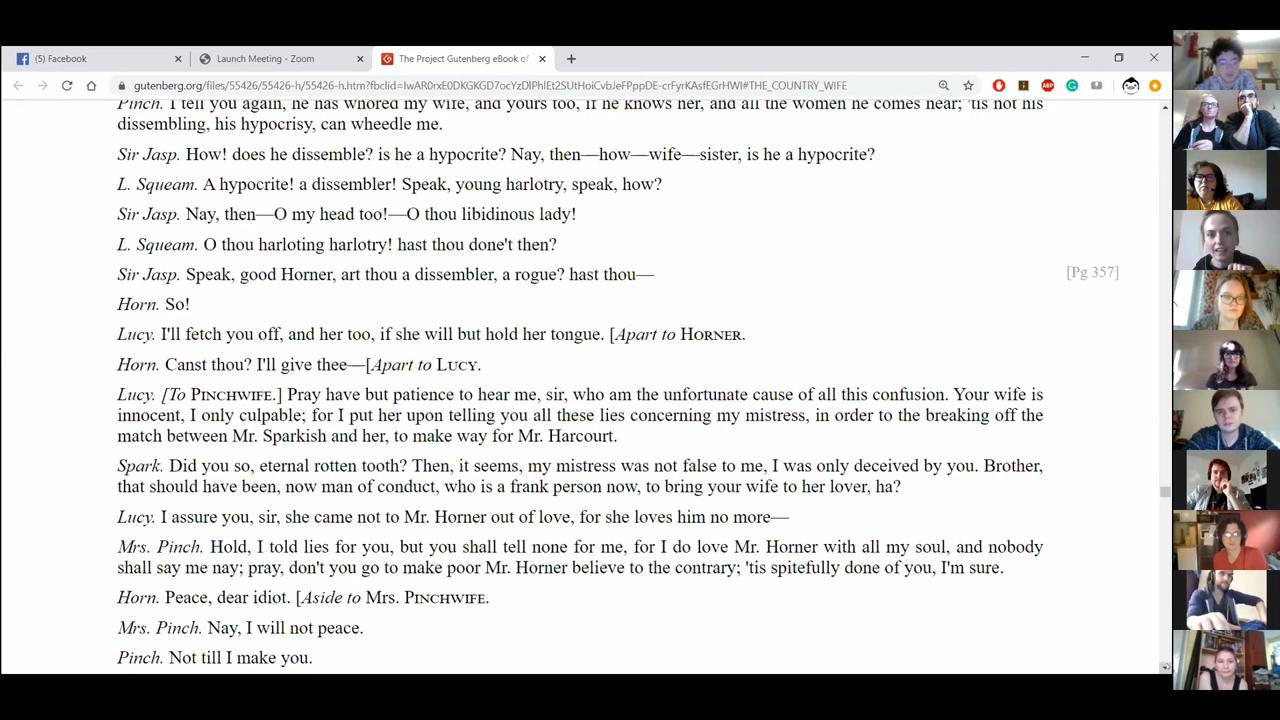 (5) Facebook
Launch Meeting - Zoom
The Project Gutenberg eBook of
gutenberg.org/files/55426/55426-h/55426-h.htm?fbclid=IwAR0rxE0DKGKGD7ocYzDlPhlEt2SUtHoiCvbJeFPppDE-crFyrKAsfEGrHWI#THE_COUNTRY_WIFE
Pinch. I tell you again, he has whored my wife, and yours too, if he knows her, and all the women he comes near; 'tis not his
dissembling, his hypocrisy, can wheedle me.
Sir Jasp. How! does he dissemble? is he a hypocrite? Nay, then—how—wife—sister, is he a hypocrite?
L. Squeam. A hypocrite! a dissembler! Speak, young harlotry, speak, how?
Sir Jasp. Nay, then—O my head too!—O thou libidinous lady!
L. Squeam. O thou harloting harlotry! hast thou done't then?
Sir Jasp. Speak, good Horner, art thou a dissembler, a rogue? hast thou—
[Pg 357]
Horn. So!
Lucy. I'll fetch you off, and her too, if she will but hold her tongue. [Apart to HORNER.
Horn. Canst thou? I'll give thee—[Apart to LUCY.
Lucy. [To PINCHWIFE.] Pray have but patience to hear me, sir, who am the unfortunate cause of all this confusion. Your wife is
innocent, I only culpable; for I put her upon telling you all these lies concerning my mistress, in order to the breaking off the
match between Mr. Sparkish and her, to make way for Mr. Harcourt.
Spark. Did you so, eternal rotten tooth? Then, it seems, my mistress was not false to me, I was only deceived by you. Brother,
that should have been, now man of conduct, who is a frank person now, to bring your wife to her lover, ha?
Lucy. I assure you, sir, she came not to Mr. Horner out of love, for she loves him no more—
Mrs. Pinch. Hold, I told lies for you, but you shall tell none for me, for I do love Mr. Horner with all my soul, and nobody
shall say me nay; pray, don't you go to make poor Mr. Horner believe to the contrary; 'tis spitefully done of you, I'm sure.
Horn. Peace, dear idiot. [Aside to Mrs. PINCHWIFE.
Mrs. Pinch. Nay, I will not peace.
Pinch. Not till I make you.